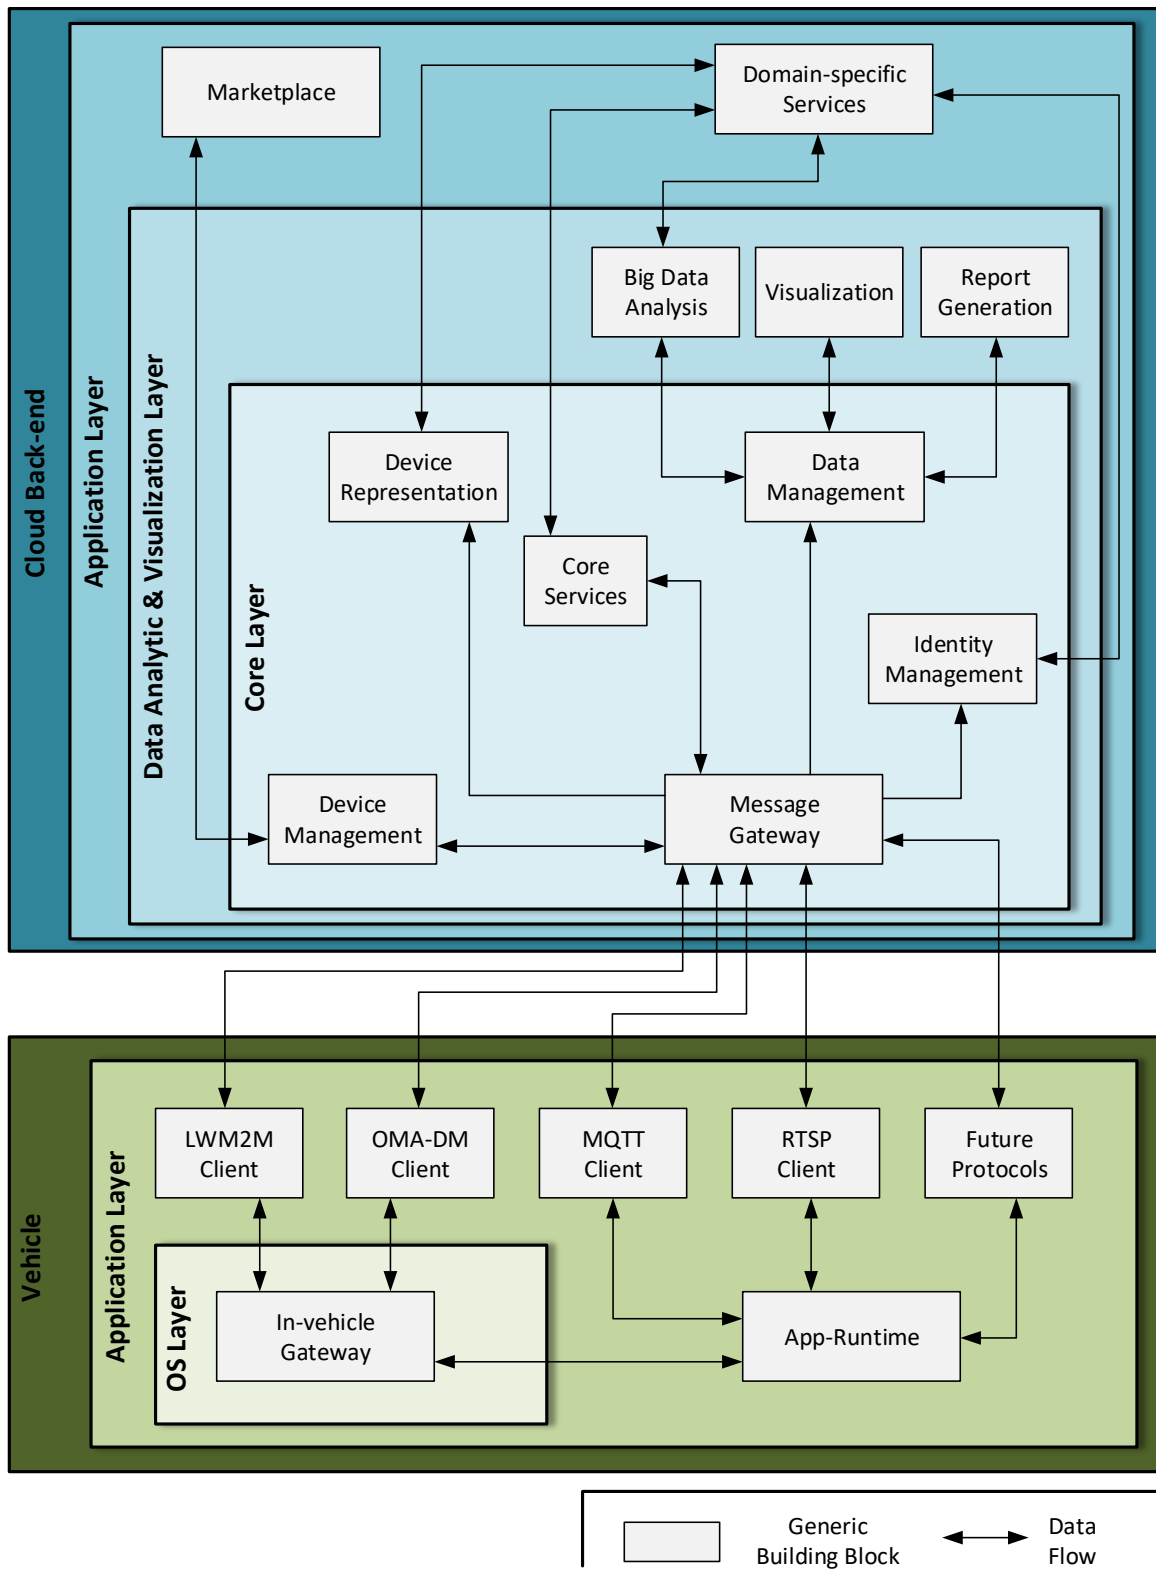 Cloud Back-end
Application Layer
Data Analytic & Visualization Layer
Core Layer
Marketplace
Domain-specific
Services
Big Data
Analysis
Visualization
Report
Generation
Device
Representation
Data
Management
Core
Services
Identity
Management
Device
Management
Message
Gateway
Vehicle
Application Layer
OS Layer
LWM2M
Client
OMA-DM
Client
MQTT
Client
RTSP
Client
Future
Protocols
In-vehicle
Gateway
App-Runtime
Generic
Building Block
Data
Flow